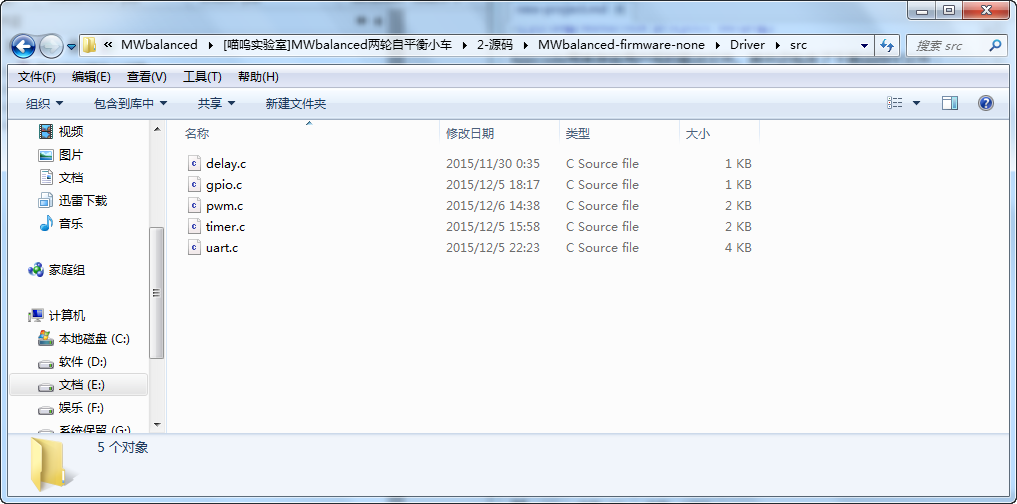 « MWbalanced ▸ [喵呜实验室]MWbalanced两轮自平衡小车 ▸ 2-源码 ▸ MWbalanced-firmware-none ▸ Driver ▸ src
搜索 src
文件(F) 编辑(E) 查看(V) 工具(T) 帮助(H)
组织 包含到库中 共享 新建文件夹
视频
图片
文档
迅雷下载
音乐
家庭组
计算机
本地磁盘 (C:)
软件 (D:)
文档 (E:)
娱乐 (F:)
系统保留 (G:)
名称 修改日期 类型 大小
delay.c 2015/11/30 0:35 C Source file 1 KB
gpio.c 2015/12/5 18:17 C Source file 1 KB
pwm.c 2015/12/6 14:38 C Source file 2 KB
timer.c 2015/12/5 15:58 C Source file 2 KB
uart.c 2015/12/5 22:23 C Source file 4 KB
5 个对象